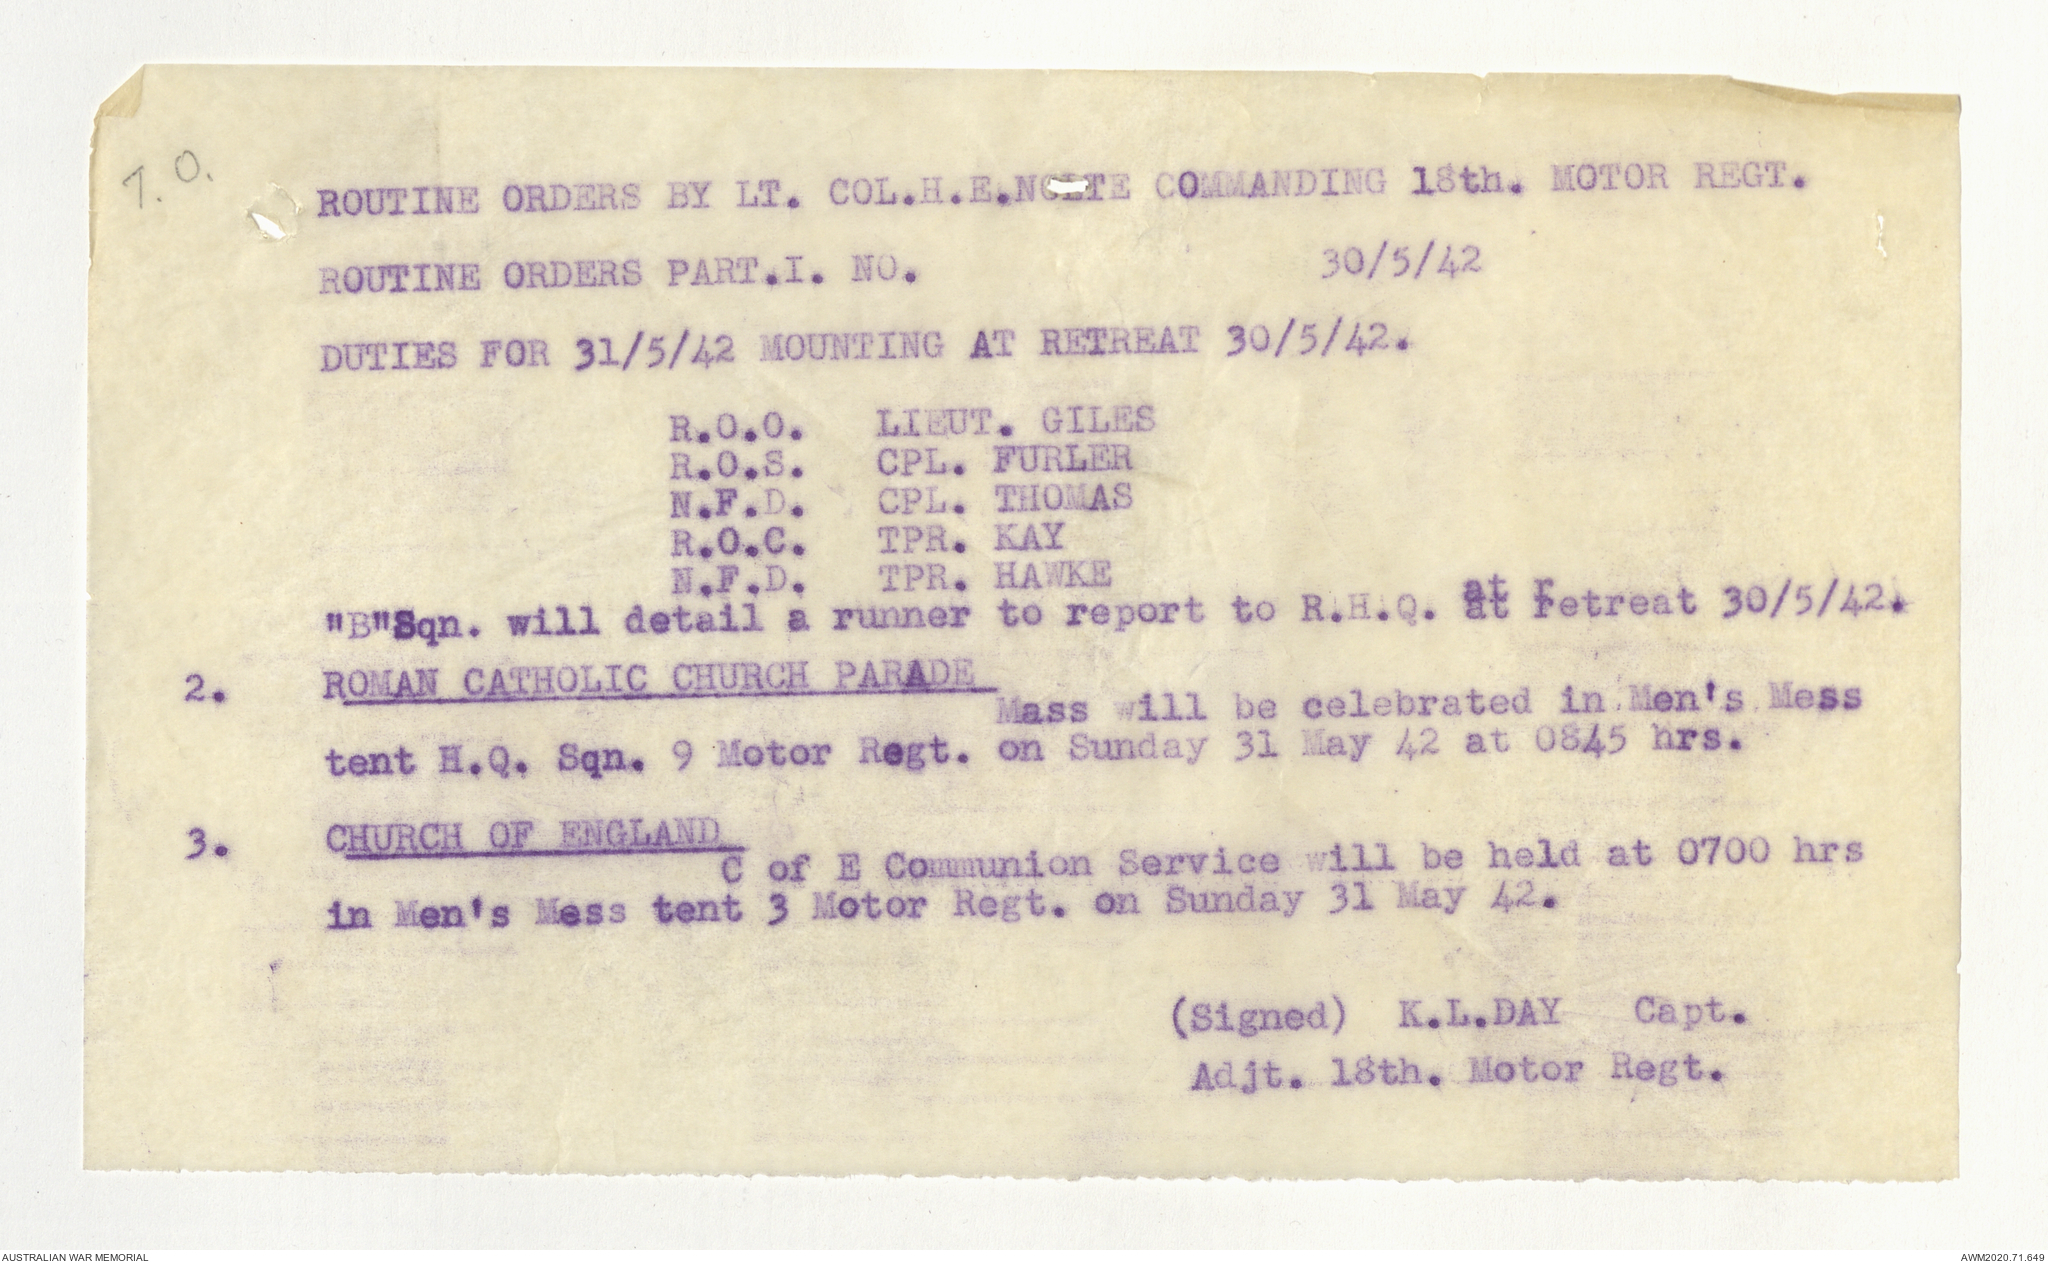 7. O.
ROUTINE ORDERS BY LT. COL.H.E.NOLTE COMMANDING 18th. MOTOR REGT.
ROUTINE ORDERS PART.I. NO. 30/5/42
DUTIES FOR 31/5/42 MOUNTING AT RETREAT 30/5/42.
R.O.O. LIEUT. GILES
R.O.S. CPL. FURLER
N.F.D. CPL. THOMAS
R.O.C. TPR. KAY
N.F.D. TPR. HAWKE
at r
"B"Sqn. will detail a runner to report to R.H.Q. at retreat 30/5/42.
2. ROMAN CATHOLIC CHURCH PARADE
Mass will be celebrated in Men's Mess
tent H.Q. Sqn. 9 Motor Regt. on Sunday 31 May 42 at 0845 hrs.
3. CHURCH OF ENGLAND
C of E Communion Service will be held at 0700 hrs
in Men's Mess tent 3 Motor Regt. on Sunday 31 May 42.
(Signed) K.L.DAY Capt.
Adjt. 18th. Motor Regt.
AUSTRALIAN WAR MEMORIAL AWM2020.71.649